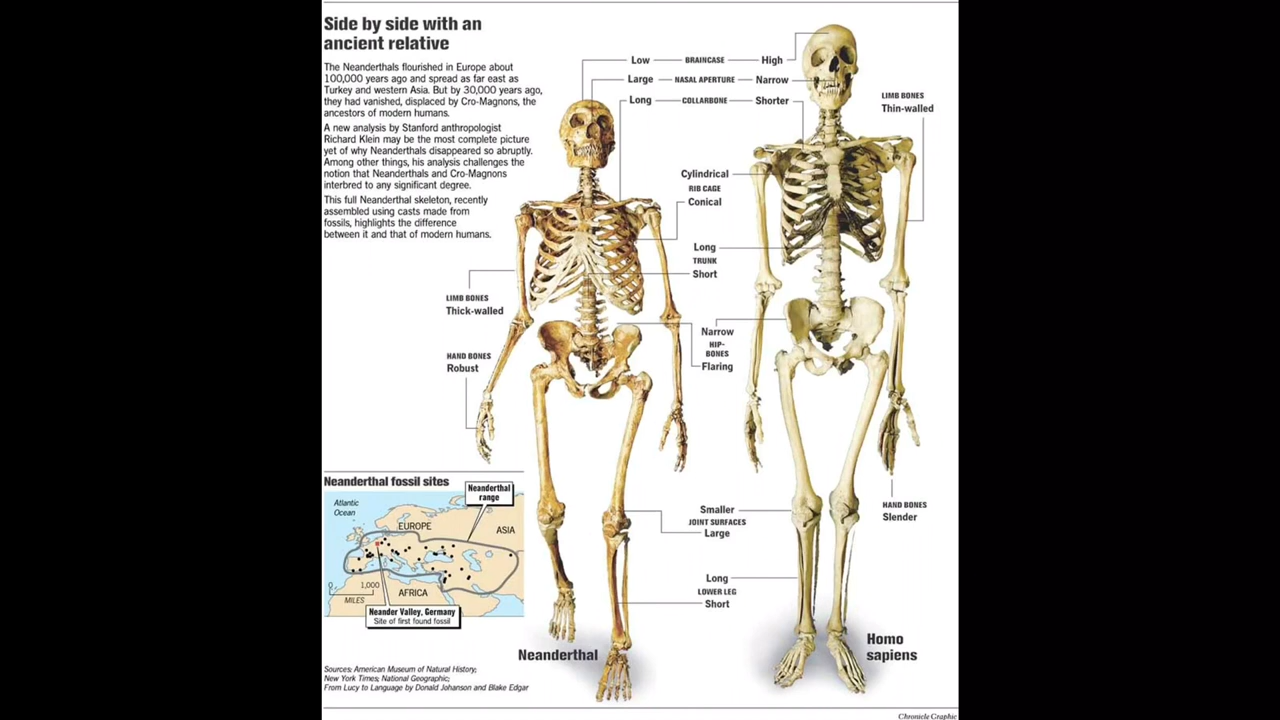 Side by side with an
ancient relative
The Neanderthals flourished in Europe about
100,000 years ago and spread as far east as
Turkey and western Asia. But by 30,000 years ago,
they had vanished, displaced by Cro-Magnons, the
ancestors of modern humans.
A new analysis by Stanford anthropologist
Richard Klein may be the most complete picture
yet of why Neanderthals disappeared so abruptly.
Among other things, his analysis challenges the
notion that Neanderthals and Cro-Magnons
interbred to any significant degree.
This full Neanderthal skeleton, recently
assembled using casts made from
fossils, highlights the difference
between it and that of modern humans.
Low BRAINCASE High
Large NASAL APERTURE Narrow
Long COLLARBONE Shorter
LIMB BONES
Thin-walled
Cylindrical
RIB CAGE
Conical
Long
TRUNK
Short
LIMB BONES
Thick-walled
Narrow
HIP-
BONES
Flaring
HAND BONES
Robust
HAND BONES
Slender
Smaller
JOINT SURFACES
Large
Long
LOWER LEG
Short
Neanderthal
Homo
sapiens
Neanderthal fossil sites
Neanderthal
range
Atlantic
Ocean
EUROPE
ASIA
0 1,000
MILES
AFRICA
Neander Valley, Germany
Site of first found fossil
Sources: American Museum of Natural History;
New York Times; National Geographic;
From Lucy to Language by Donald Johanson and Blake Edgar
Chronicle Graphic